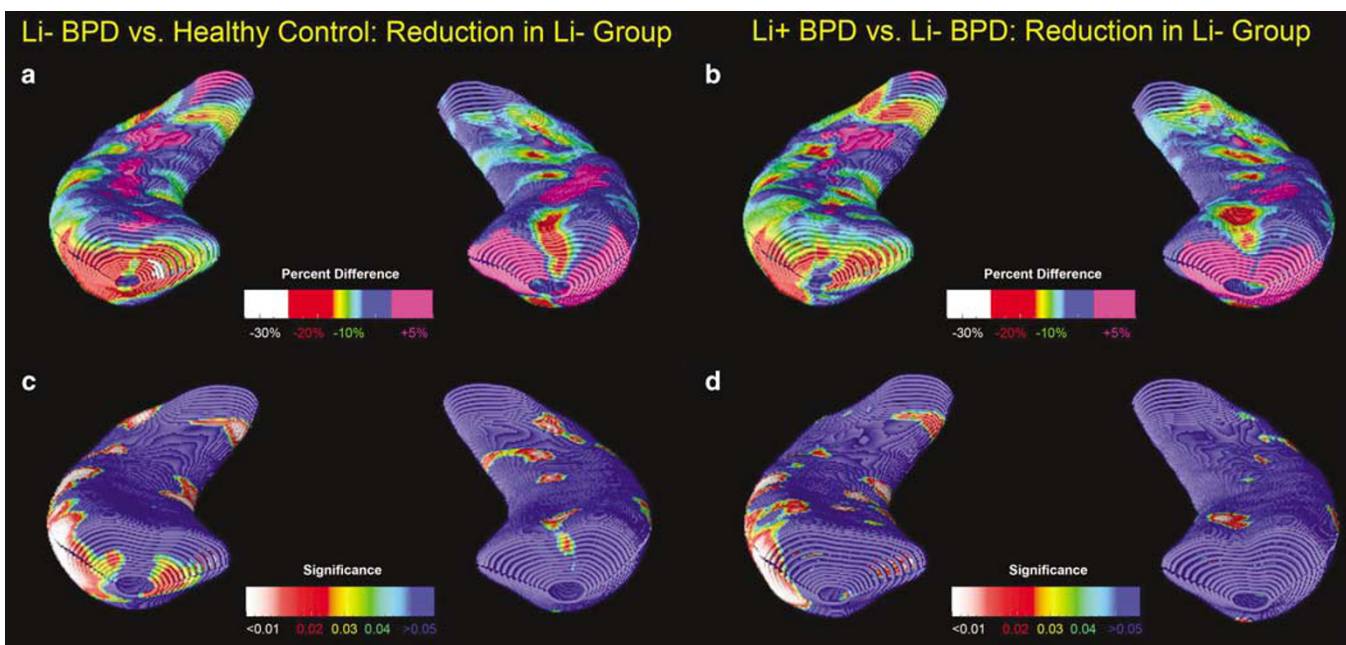 Li- BPD vs. Healthy Control: Reduction in Li- Group
Li+ BPD vs. Li- BPD: Reduction in Li- Group
a
b
Percent Difference
-30% -20% -10% +5%
Percent Difference
-30% -20% -10% +5%
c
d
Significance
<0.01 0.02 0.03 0.04 >0.05
Significance
<0.01 0.02 0.03 0.04 >0.05